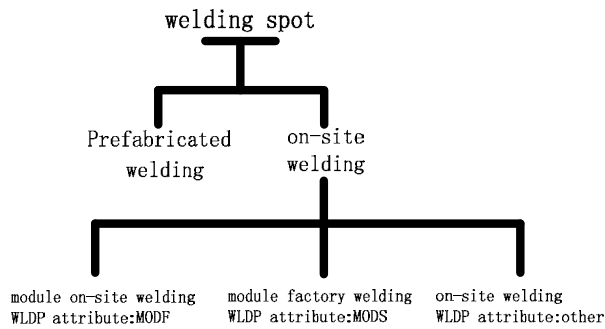 welding spot
Prefabricated
welding
on-site
welding
module on-site welding
WLDP attribute:MODF
module factory welding
WLDP attribute:MODS
on-site welding
WLDP attribute:other